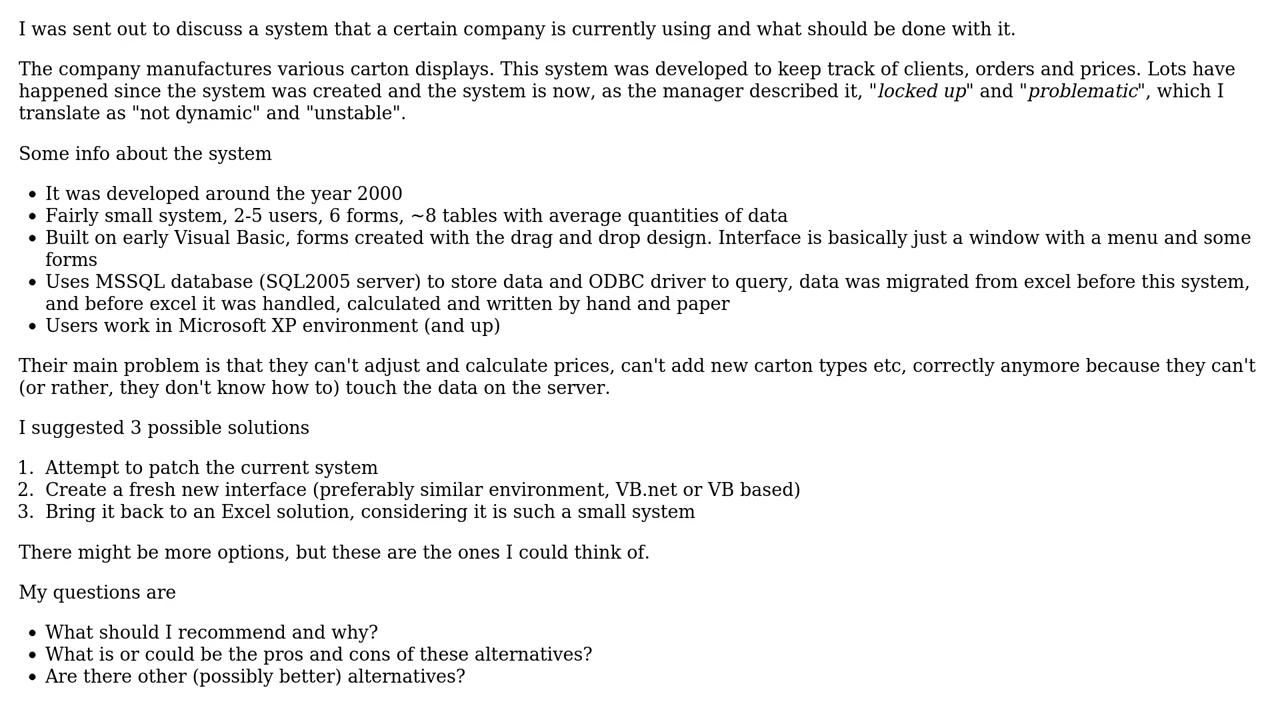 I was sent out to discuss a system that a certain company is currently using and what should be done with it.
The company manufactures various carton displays. This system was developed to keep track of clients, orders and prices. Lots have
happened since the system was created and the system is now, as the manager described it, "locked up" and "problematic", which I
translate as "not dynamic" and "unstable".
Some info about the system
• It was developed around the year 2000
• Fairly small system, 2-5 users, 6 forms, ~8 tables with average quantities of data
• Built on early Visual Basic, forms created with the drag and drop design. Interface is basically just a window with a menu and some
forms
• Uses MSSQL database (SQL2005 server) to store data and ODBC driver to query, data was migrated from excel before this system,
and before excel it was handled, calculated and written by hand and paper
• Users work in Microsoft XP environment (and up)
Their main problem is that they can't adjust and calculate prices, can't add new carton types etc, correctly anymore because they can't
(or rather, they don't know how to) touch the data on the server.
I suggested 3 possible solutions
1. Attempt to patch the current system
2. Create a fresh new interface (preferably similar environment, VB.net or VB based)
3. Bring it back to an Excel solution, considering it is such a small system
There might be more options, but these are the ones I could think of.
My questions are
• What should I recommend and why?
• What is or could be the pros and cons of these alternatives?
• Are there other (possibly better) alternatives?